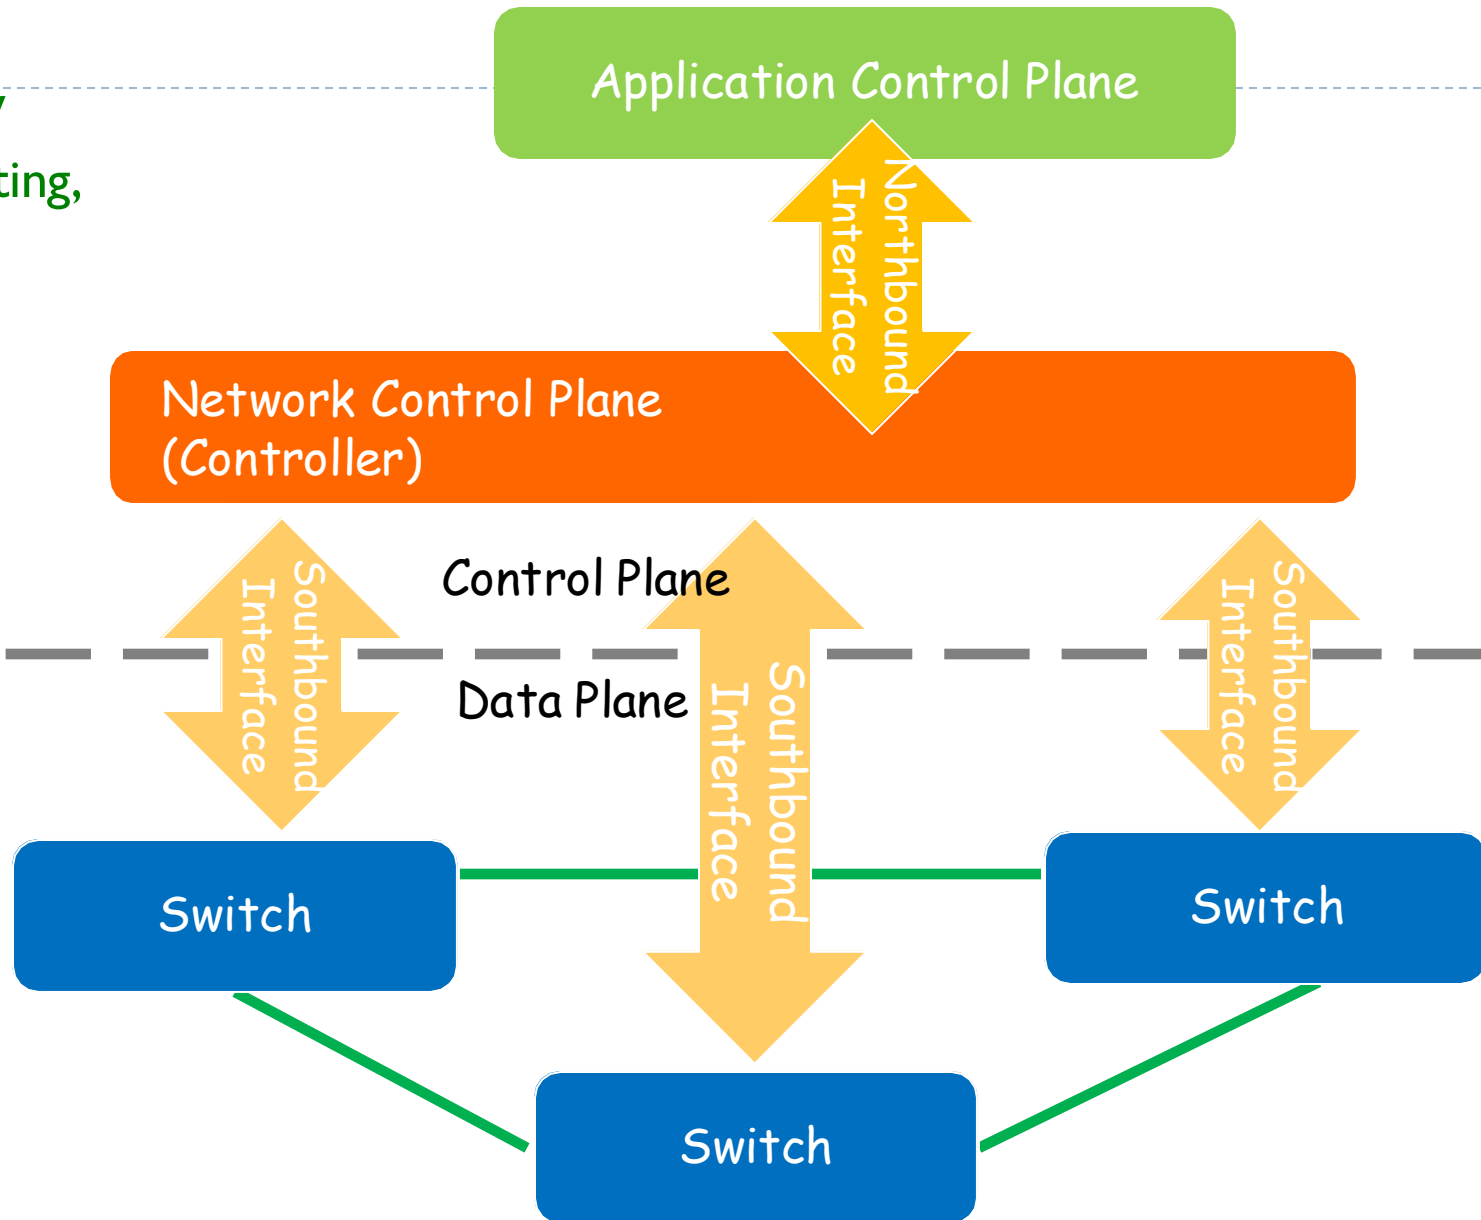 Application Control Plane
ting,
Northbound
Interface
Network Control Plane
(Controller)
Southbound
Interface
Control Plane
Southbound
Interface
Data Plane
Southbound
Interface
Switch
Switch
Switch